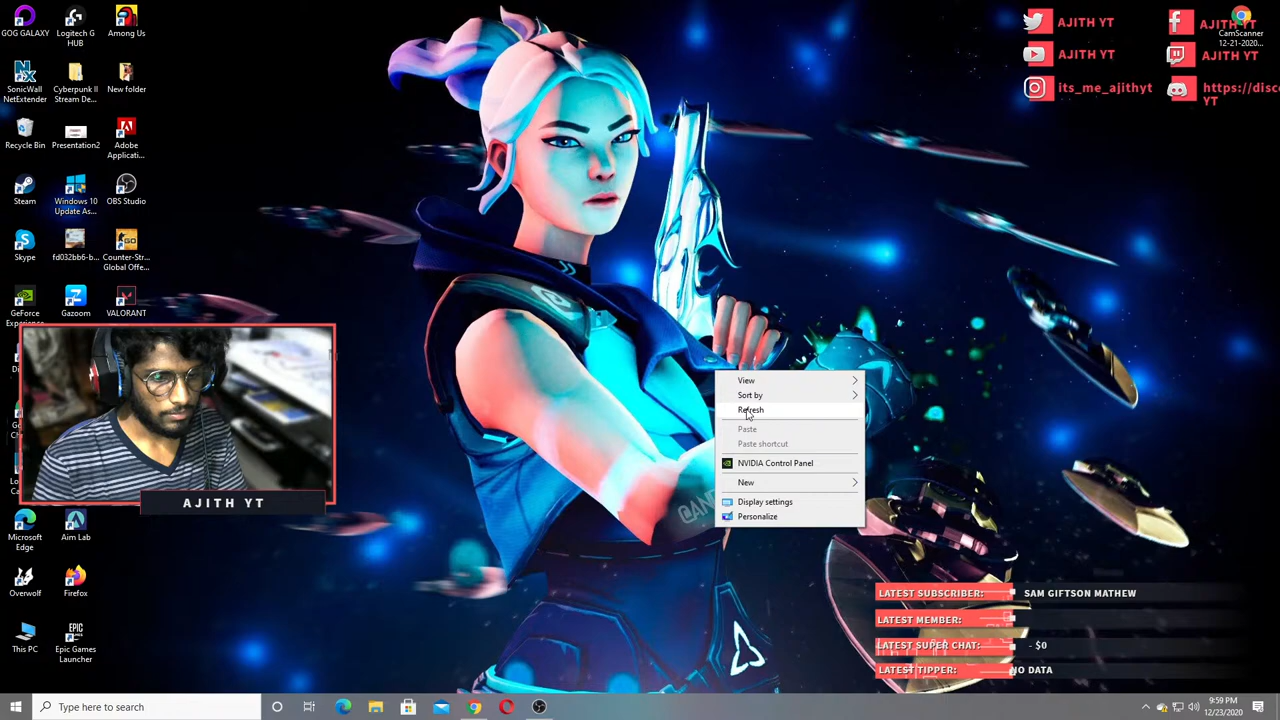 GOG GALAXY
Logitech G
HUB
Among Us
SonicWall
NetExtender
Cyberpunk II
Stream De...
New folder
Recycle Bin
Presentation2
Adobe
Applicati...
Steam
Windows 10
Update As...
OBS Studio
Skype
fd032bb6-b...
Counter-Str...
Global Offe...
GeForce
Experience
Gazoom
VALORANT
AJITH YT
Microsoft
Edge
Aim Lab
Overwolf
Firefox
This PC
Epic Games
Launcher
AJITH YT
AJITH YT
AJITH YT
AJITH YT
its_me_ajithyt
https://disc
YT
CamScanner
12-21-2020...
View
Sort by
Refresh
Paste
Paste shortcut
NVIDIA Control Panel
New
Display settings
Personalize
LATEST SUBSCRIBER:
SAM GIFTSON MATHEW
LATEST MEMBER:
LATEST SUPER CHAT:
- $0
LATEST TIPPER:
NO DATA
Type here to search
9:59 PM
12/23/2020